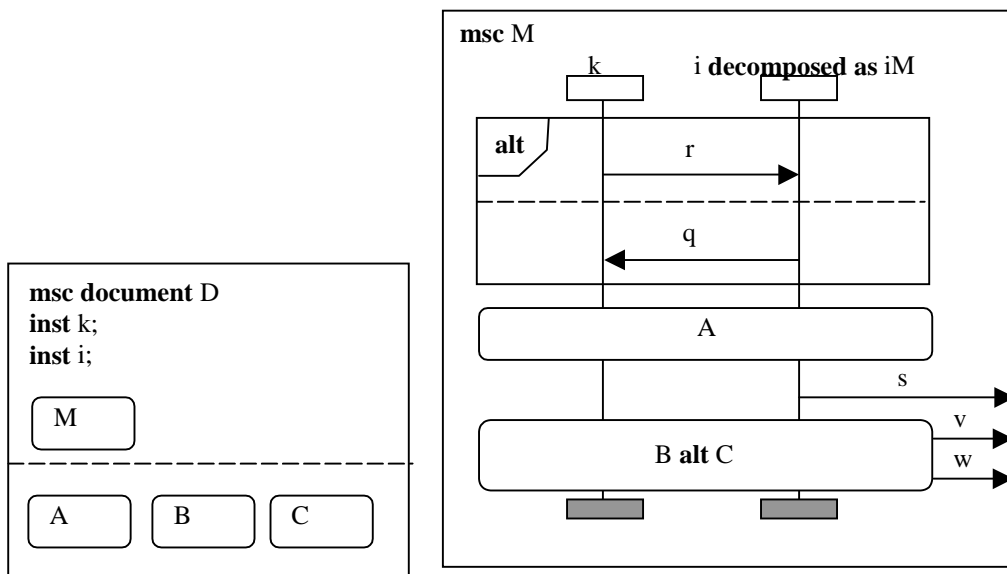 msc document D
inst k;
inst i;
M
A B C
msc M
k i decomposed as iM
alt
r
q
A
s
v
B alt C
w